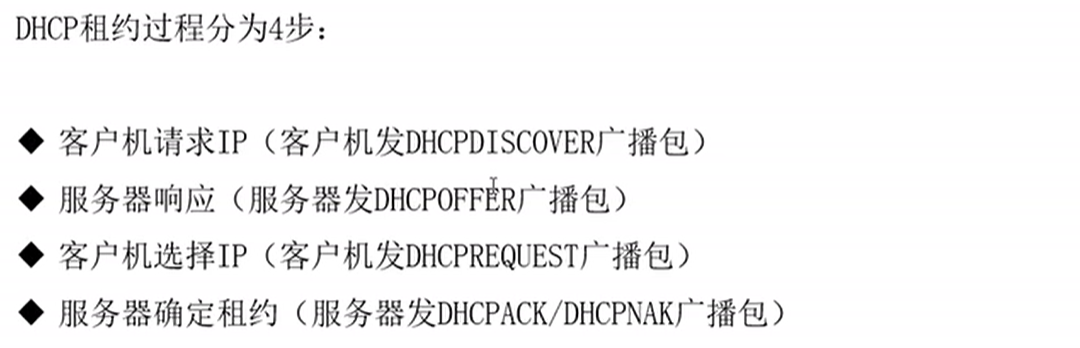 DHCP租约过程分为4步：
◆ 客户机请求IP（客户机发DHCPDISCOVER广播包）
◆ 服务器响应（服务器发DHCPOFFER广播包）
◆ 客户机选择IP（客户机发DHCPREQUEST广播包）
◆ 服务器确定租约（服务器发DHCPACK/DHCPNAK广播包）